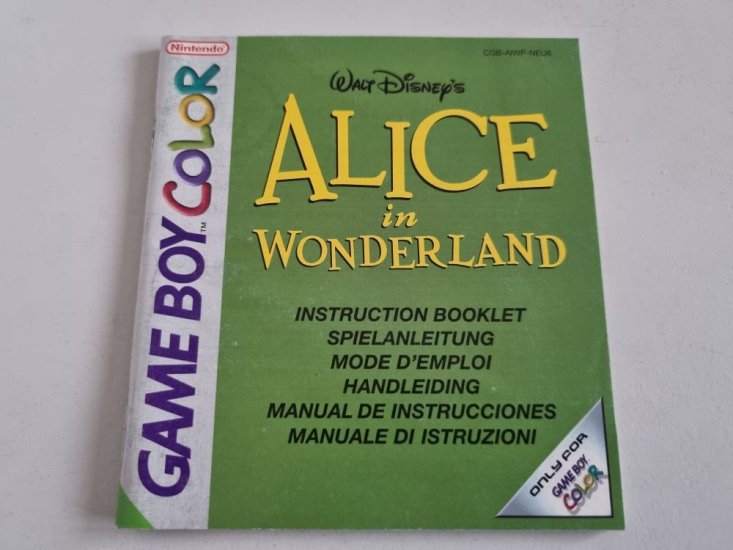 Nintendo
GAME BOY COLOR
TM
CGB-AIWP-NEU6
WALT DISNEY'S
ALICE
in
WONDERLAND
INSTRUCTION BOOKLET
SPIELANLEITUNG
MODE D'EMPLOI
HANDLEIDING
MANUAL DE INSTRUCCIONES
MANUALE DI ISTRUZIONI
ONLY FOR
GAME BOY
COLOR